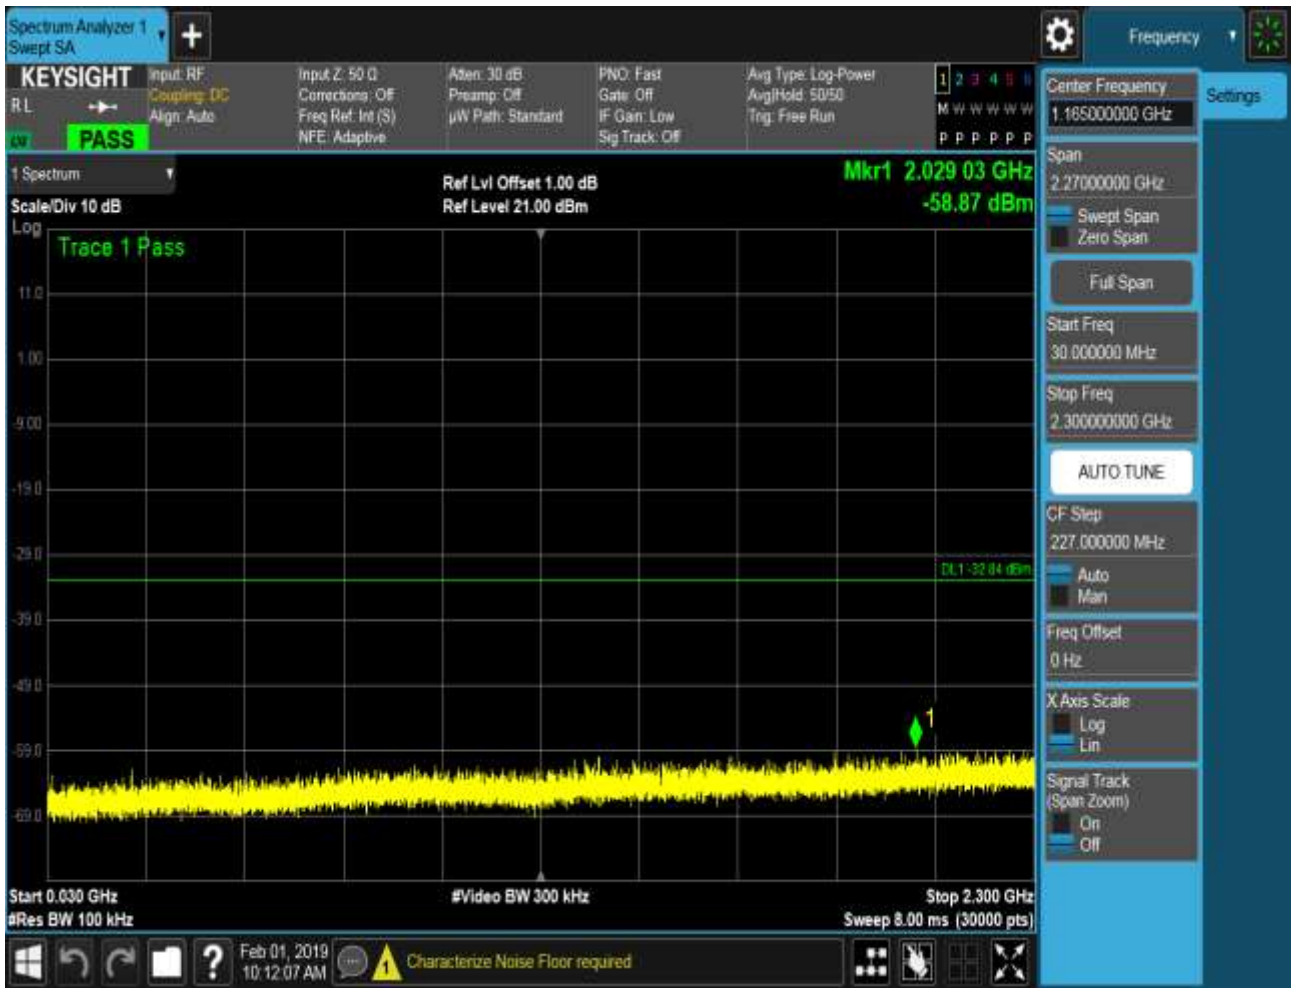 Spectrum Analyzer 1
Swept SA
Frequency
KEYSIGHT
R L
PASS
Input: RF
Coupling: DC
Align: Auto
Input Z: 50 Ω
Corrections: Off
Freq Ref: Int (S)
NFE: Adaptive
Atten: 30 dB
Preamp: Off
µW Path: Standard
PNO: Fast
Gate: Off
IF Gain: Low
Sig Track: Off
Avg Type: Log-Power
Avg|Hold: 50/50
Trig: Free Run
1 2 3 4 5 6
M W W W W W
P P P P P P
1 Spectrum
Scale/Div 10 dB
Log
Ref Lvl Offset 1.00 dB
Ref Level 21.00 dBm
Mkr1 2.029 03 GHz
-58.87 dBm
Trace 1 Pass
11.0
1.00
-9.00
-19.0
-29.0
DL1 -32.84 dBm
-39.0
-49.0
1
-59.0
-69.0
Start 0.030 GHz
#Res BW 100 kHz
#Video BW 300 kHz
Stop 2.300 GHz
Sweep 8.00 ms (30000 pts)
Center Frequency
1.165000000 GHz
Settings
Span
2.27000000 GHz
Swept Span
Zero Span
Full Span
Start Freq
30.000000 MHz
Stop Freq
2.300000000 GHz
AUTO TUNE
CF Step
227.000000 MHz
Auto
Man
Freq Offset
0 Hz
X Axis Scale
Log
Lin
Signal Track
(Span Zoom)
On
Off
?
Feb 01, 2019
10:12:07 AM
1
Characterize Noise Floor required